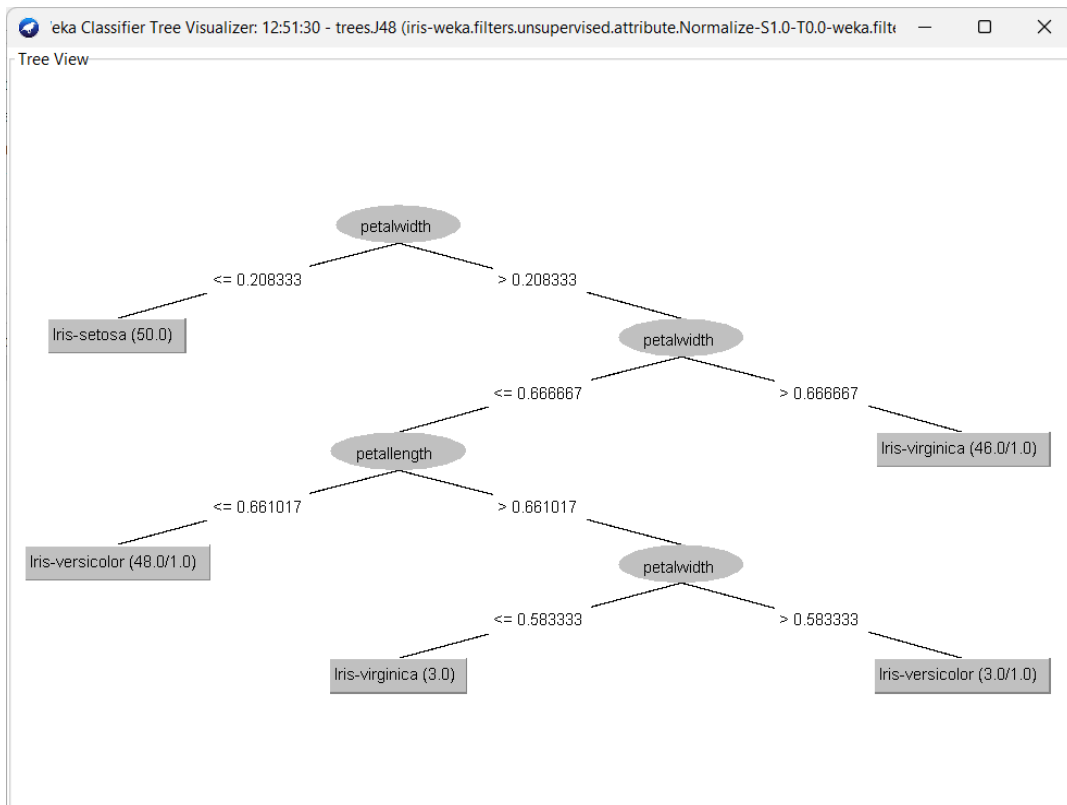 'eka Classifier Tree Visualizer: 12:51:30 - trees.J48 (iris-weka.filters.unsupervised.attribute.Normalize-S1.0-T0.0-weka.filte
Tree View
petalwidth
<= 0.208333
> 0.208333
Iris-setosa (50.0)
petalwidth
<= 0.666667
> 0.666667
petallength
Iris-virginica (46.0/1.0)
<= 0.661017
> 0.661017
Iris-versicolor (48.0/1.0)
petalwidth
<= 0.583333
> 0.583333
Iris-virginica (3.0)
Iris-versicolor (3.0/1.0)